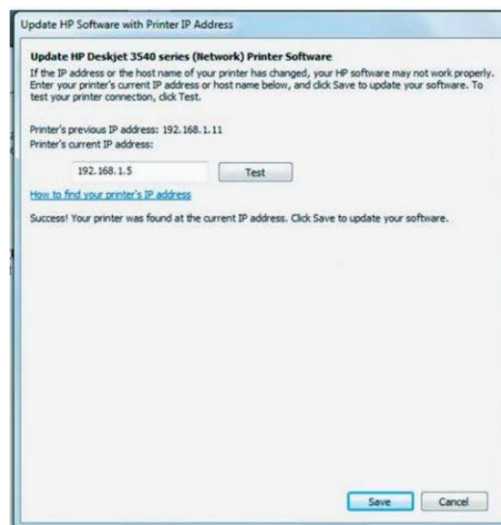 Update HP Software with Printer IP Address
Update HP Deskjet 3540 series (Network) Printer Software
If the IP address or the host name of your printer has changed, your HP software may not work properly.
Enter your printer's current IP address or host name below, and click Save to update your software. To
test your printer connection, click Test.
Printer's previous IP address: 192.168.1.11
Printer's current IP address:
192.168.1.5 Test
How to find your printer's IP address
Success! Your printer was found at the current IP address. Click Save to update your software.
Save Cancel